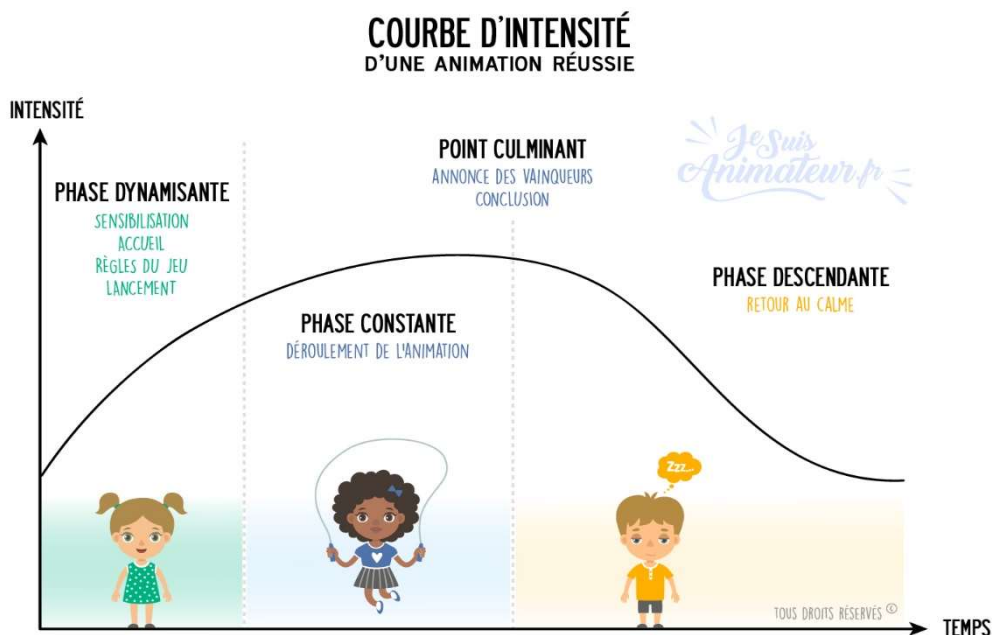 COURBE D'INTENSITÉ
D'UNE ANIMATION RÉUSSIE
INTENSITÉ
JeSuis
Animateur.fr
POINT CULMINANT
ANNONCE DES VAINQUEURS
CONCLUSION
PHASE DYNAMISANTE
SENSIBILISATION
ACCUEIL
RÈGLES DU JEU
LANCEMENT
PHASE DESCENDANTE
RETOUR AU CALME
PHASE CONSTANTE
DÉROULEMENT DE L'ANIMATION
Zzz...
TOUS DROITS RÉSERVÉS ©
TEMPS